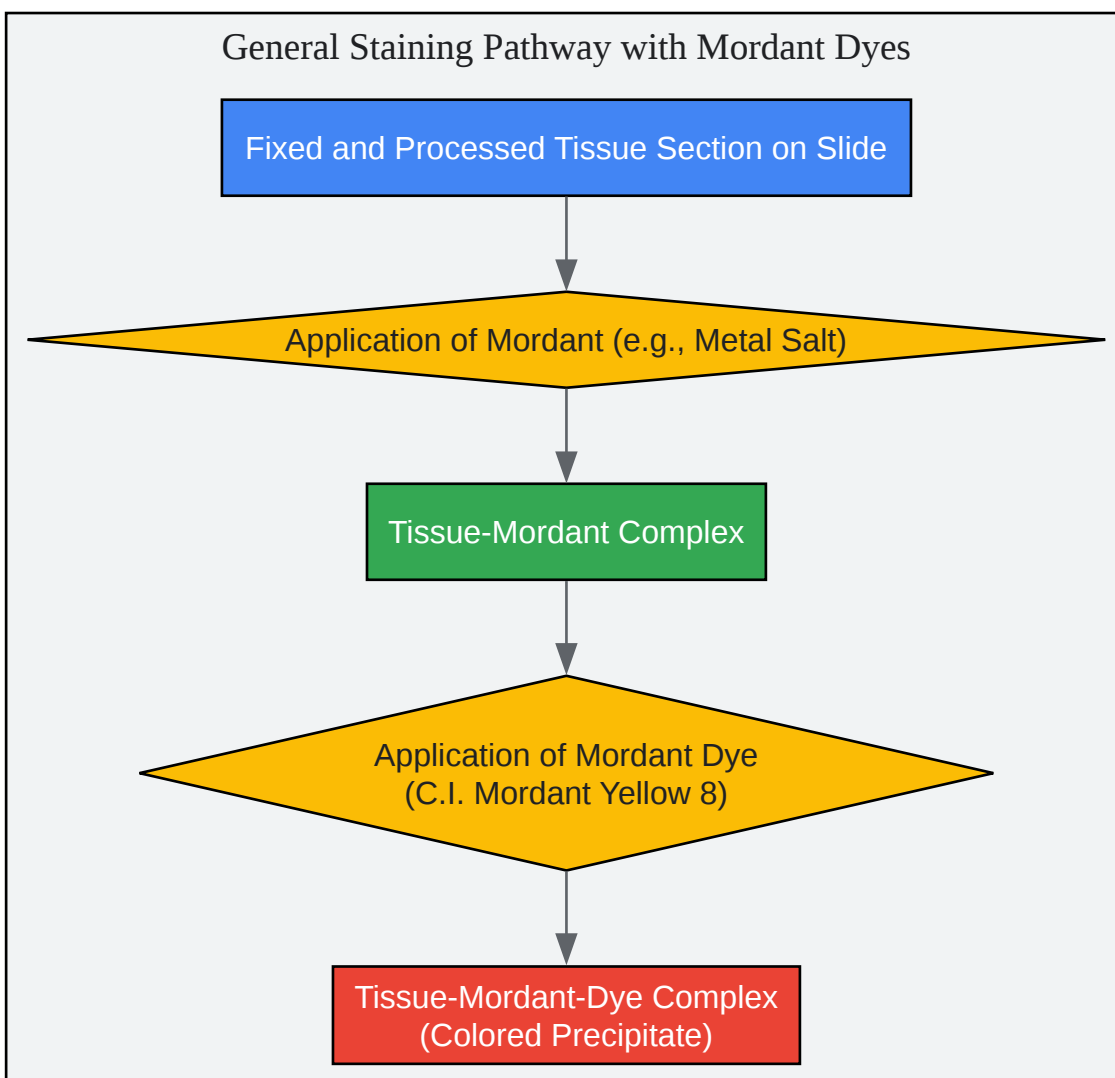 General Staining Pathway with Mordant Dyes
Fixed and Processed Tissue Section on Slide
Application of Mordant (e.g., Metal Salt)
Tissue-Mordant Complex
Application of Mordant Dye
(C.I. Mordant Yellow 8)
Tissue-Mordant-Dye Complex
(Colored Precipitate)